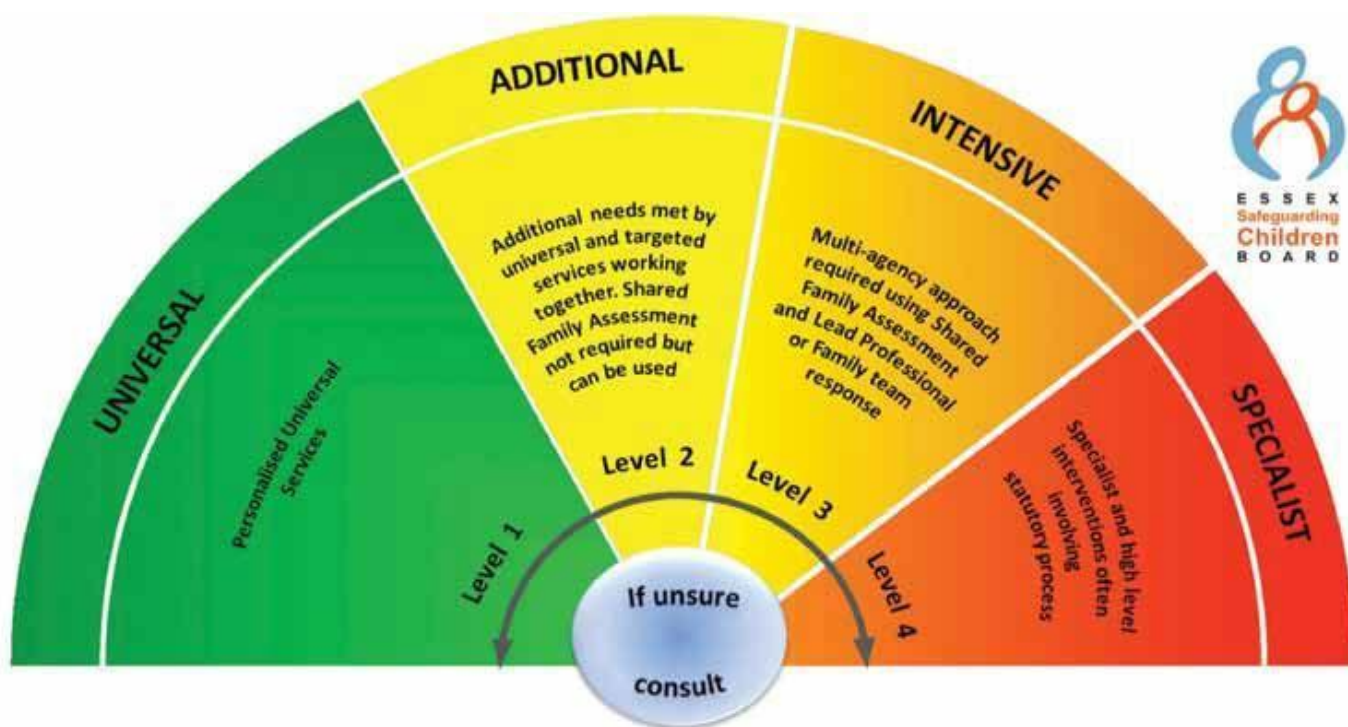 UNIVERSAL
Personalised Universal
Services
Level 1
ADDITIONAL
Additional needs met by
universal and targeted
services working
together. Shared
Family Assessment
not required but
can be used
Level 2
INTENSIVE
Multi-agency approach
required using Shared
Family Assessment
and Lead Professional
or Family team
response
Level 3
SPECIALIST
Specialist and high level
interventions often
involving
statutory process
Level 4
If unsure
consult
ESSEX
Safeguarding
Children
BOARD